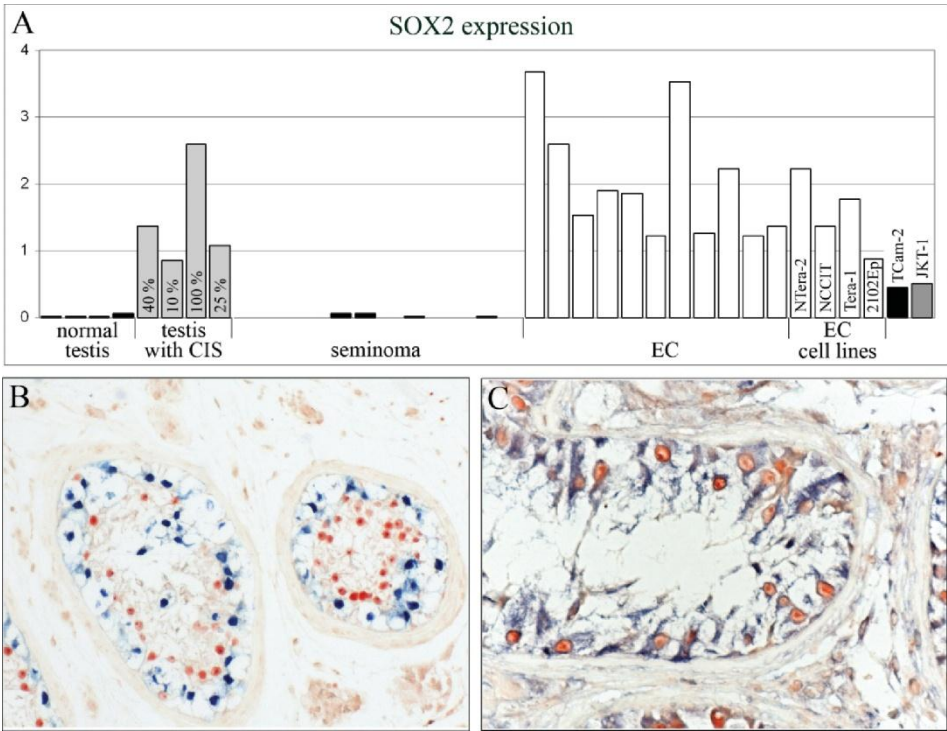 A
SOX2 expression
4
3
2
1
0
40 %
10 %
100 %
25 %
NTera-2
NCCIT
Tera-1
2102Ep
TCam-2
JKT-1
normal
testis
testis
with CIS
seminoma
EC
EC
cell lines
B
C